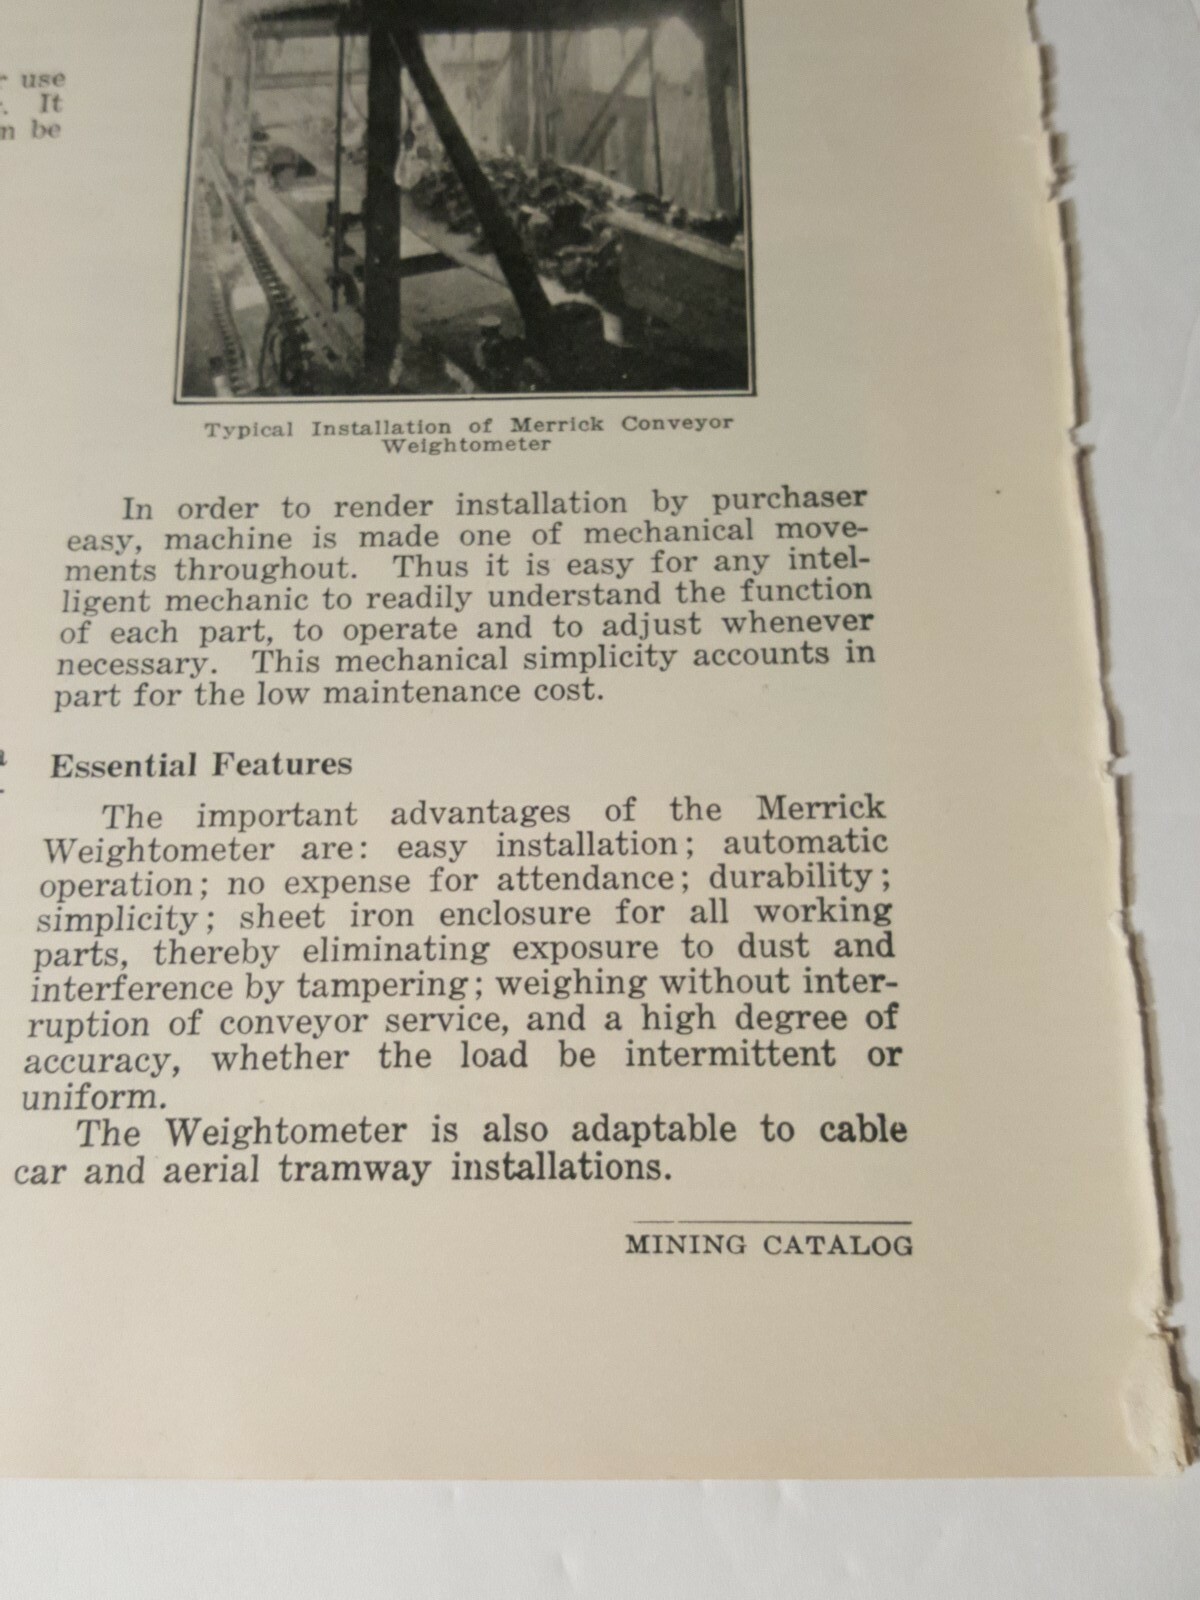 r use
. It
n be
Typical Installation of Merrick Conveyor
Weightometer
In order to render installation by purchaser
easy, machine is made one of mechanical move-
ments throughout. Thus it is easy for any intel-
ligent mechanic to readily understand the function
of each part, to operate and to adjust whenever
necessary. This mechanical simplicity accounts in
part for the low maintenance cost.
Essential Features
The important advantages of the Merrick
Weightometer are: easy installation; automatic
operation; no expense for attendance; durability;
simplicity; sheet iron enclosure for all working
parts, thereby eliminating exposure to dust and
interference by tampering; weighing without inter-
ruption of conveyor service, and a high degree of
accuracy, whether the load be intermittent or
uniform.
The Weightometer is also adaptable to cable
car and aerial tramway installations.
MINING CATALOG